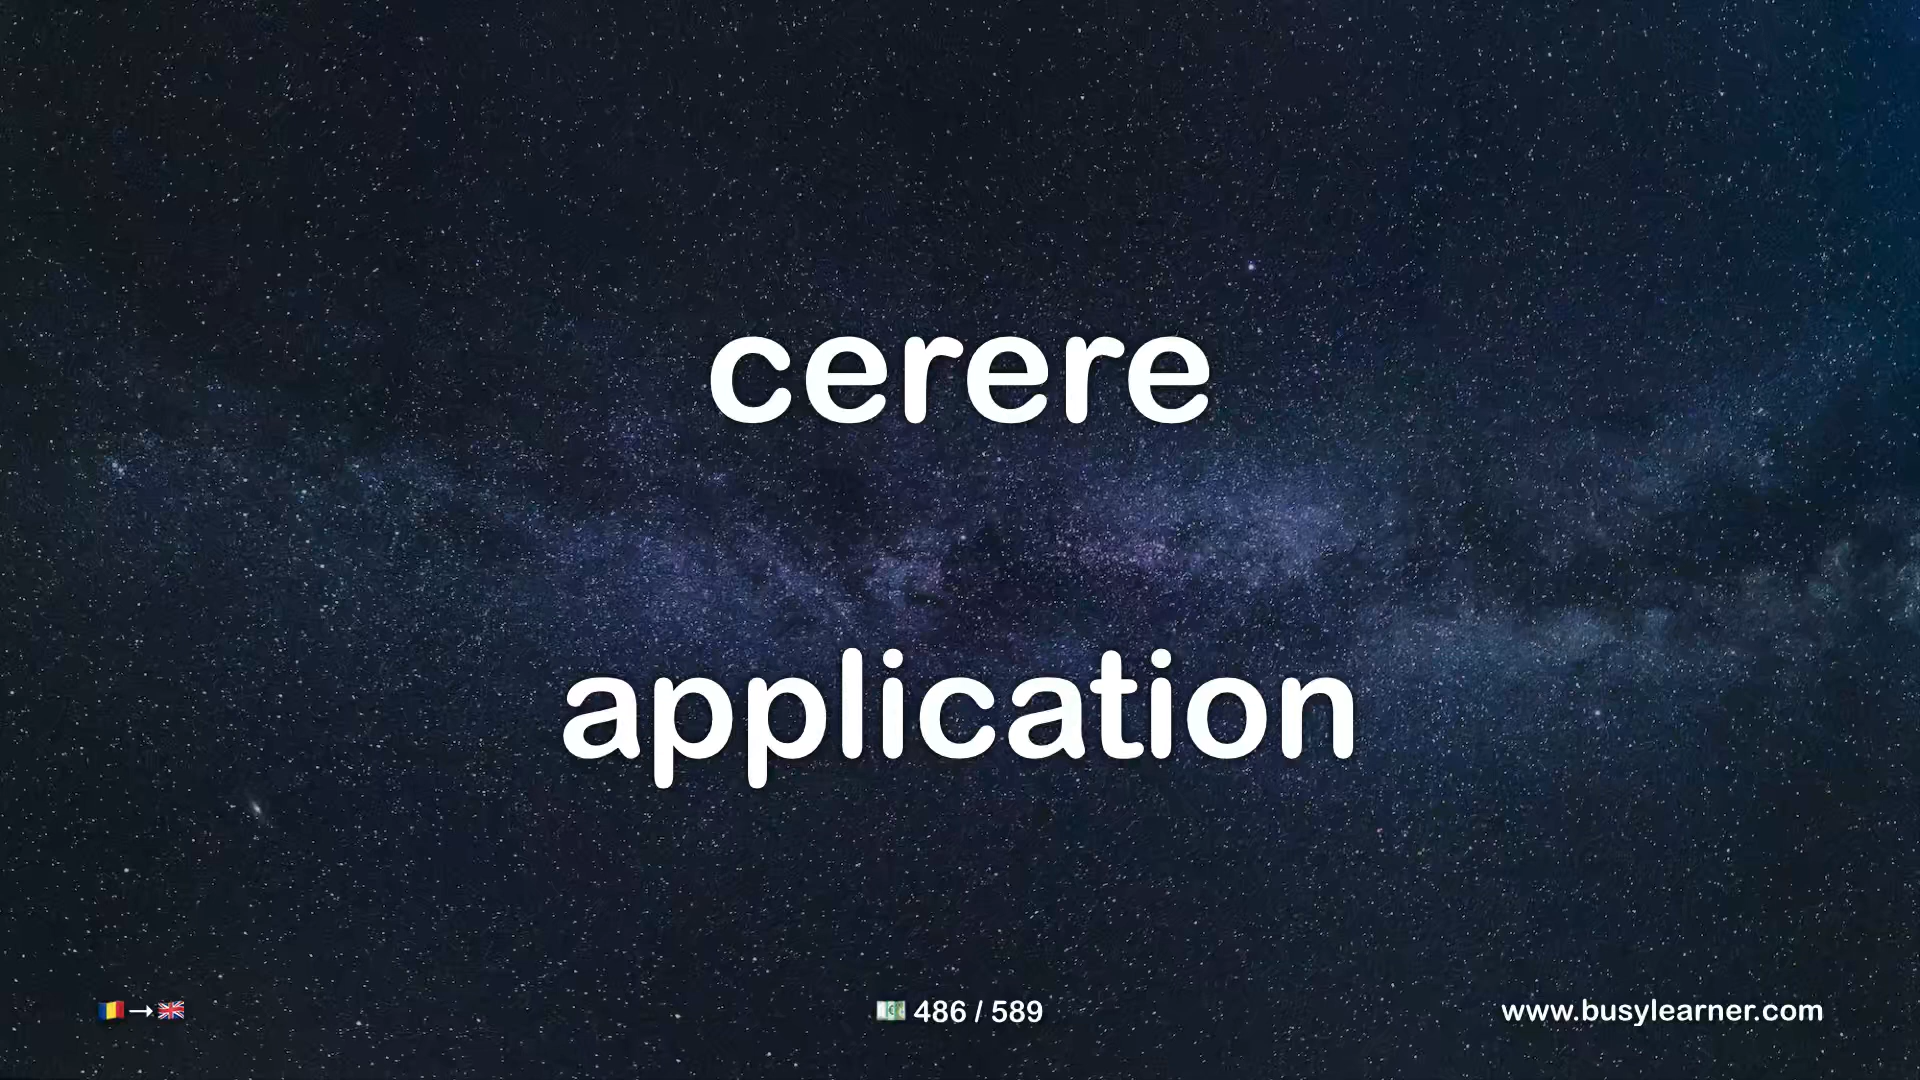 cerere
application
🇷🇴→🇬🇧
💶 486 / 589
www.busylearner.com